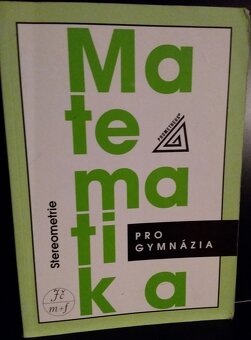 Ma
te
ma
ti
ka
PROMETHEUS
Stereometrie
PRO
GYMNÁZIA
m+f